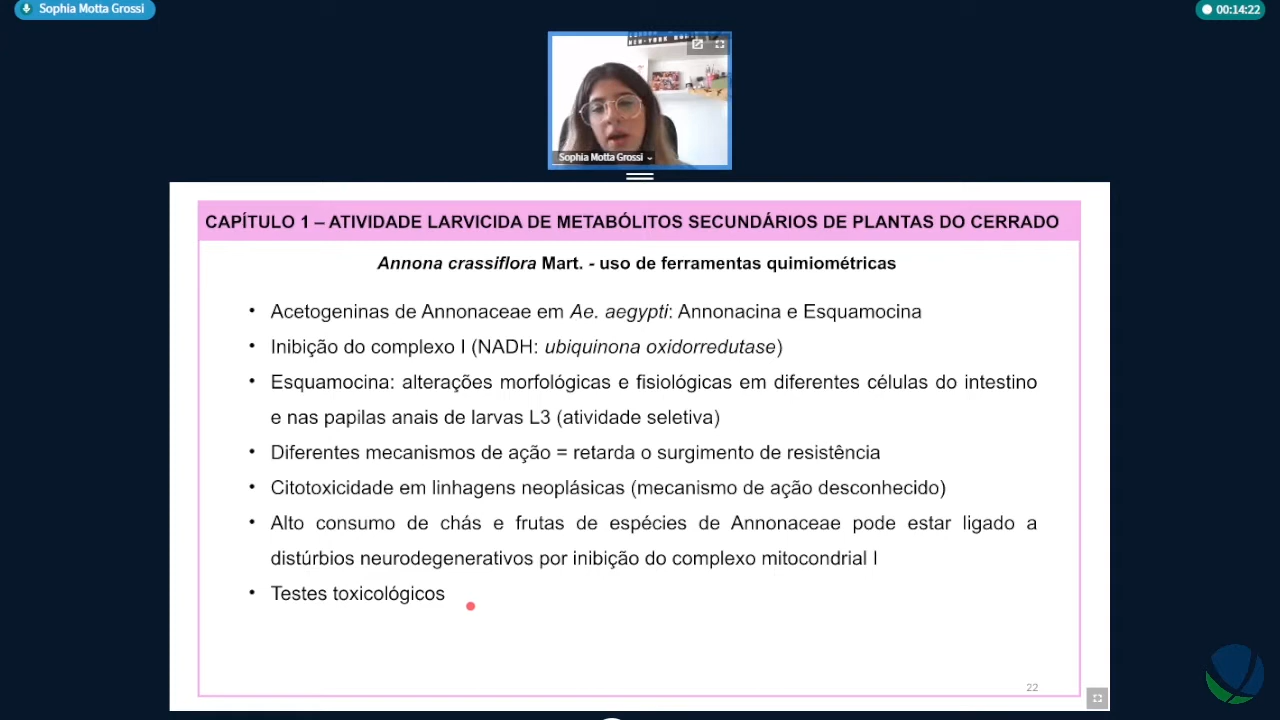 Sophia Motta Grossi
00:14:22
Sophia Motta Grossi
CAPÍTULO 1 – ATIVIDADE LARVICIDA DE METABÓLITOS SECUNDÁRIOS DE PLANTAS DO CERRADO
Annona crassiflora Mart. - uso de ferramentas quimiométricas
• Acetogeninas de Annonaceae em Ae. aegypti: Annonacina e Esquamocina
• Inibição do complexo I (NADH: ubiquinona oxidorredutase)
• Esquamocina: alterações morfológicas e fisiológicas em diferentes células do intestino
e nas papilas anais de larvas L3 (atividade seletiva)
• Diferentes mecanismos de ação = retarda o surgimento de resistência
• Citotoxicidade em linhagens neoplásicas (mecanismo de ação desconhecido)
• Alto consumo de chás e frutas de espécies de Annonaceae pode estar ligado a
distúrbios neurodegenerativos por inibição do complexo mitocondrial I
• Testes toxicológicos
22